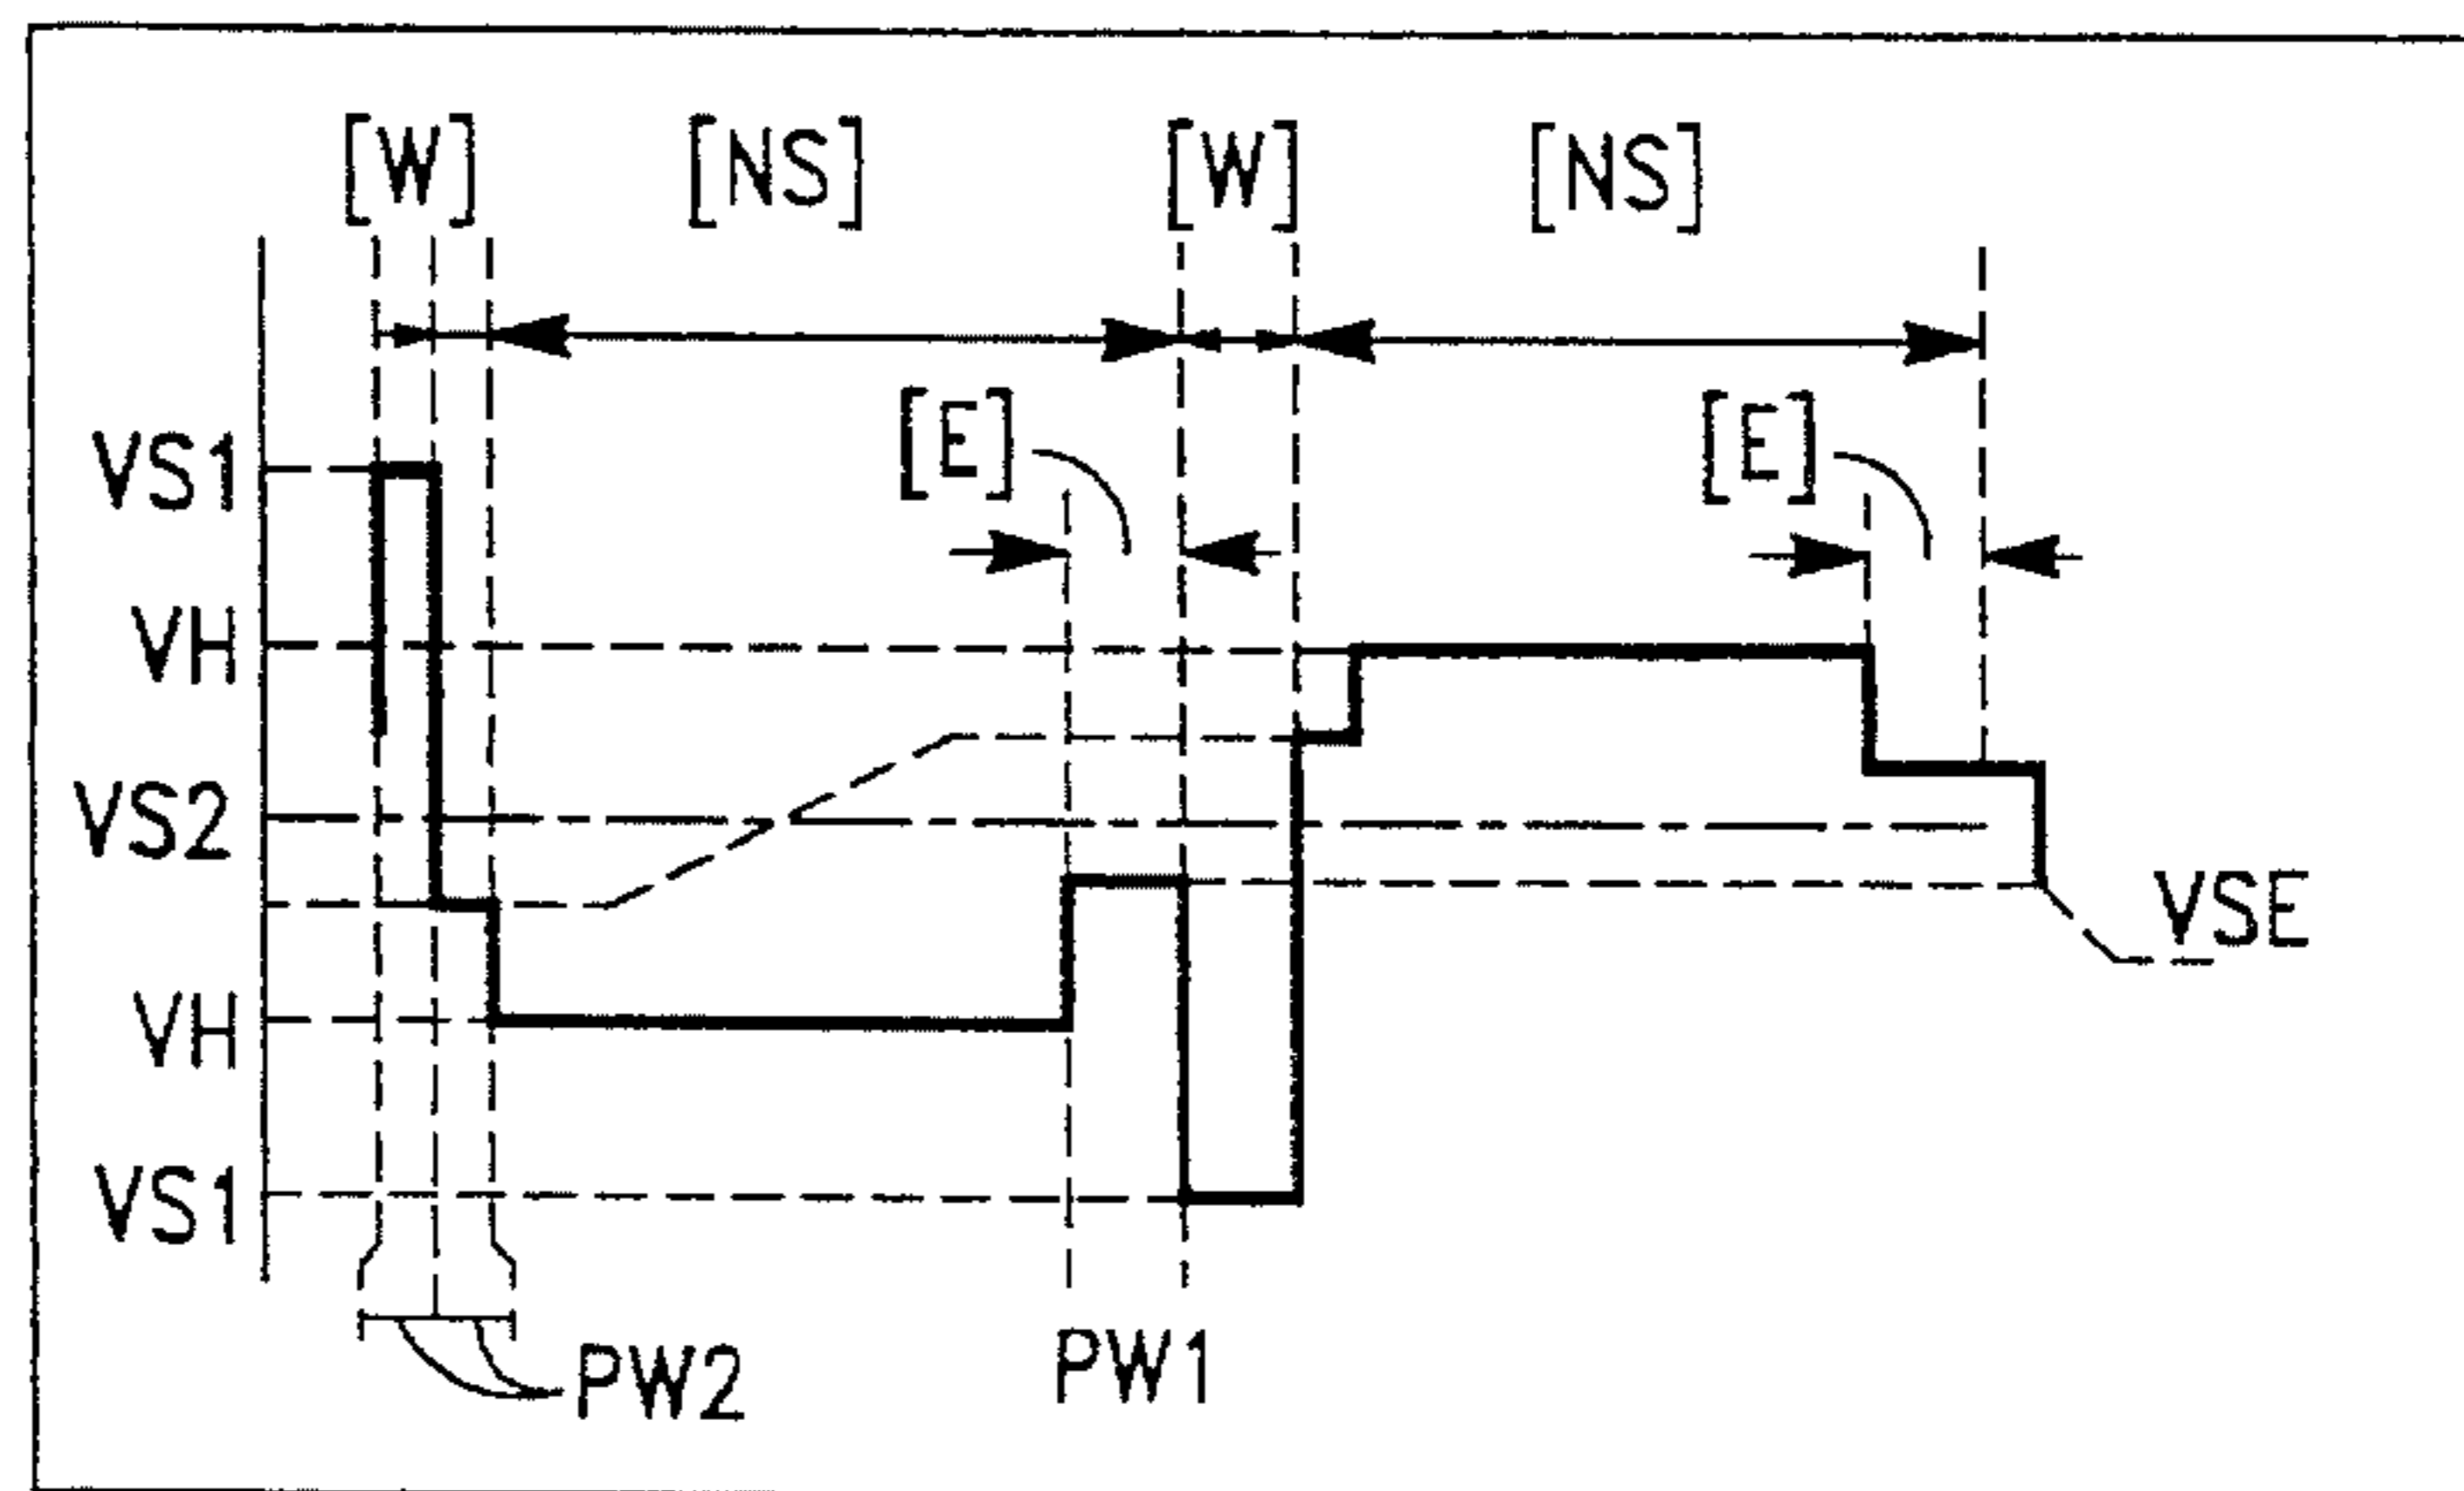 [W] [NS] [W] [NS]
[E] [E]
VS1
VH
VS2
VSE
VH
VS1
PW2 PW1